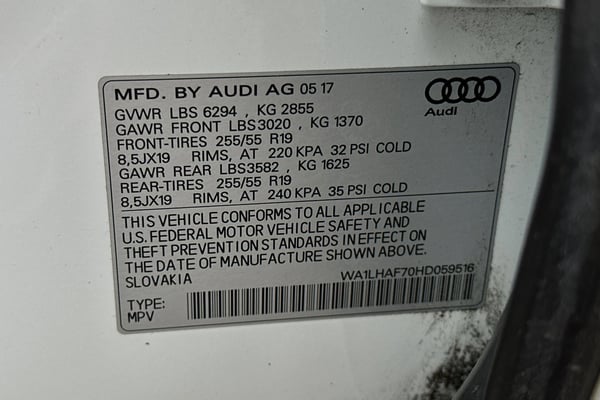 MFD. BY AUDI AG 05 17
Audi
GVWR LBS 6294 , KG 2855
GAWR FRONT LBS3020 , KG 1370
FRONT-TIRES 255/55 R19
8,5JX19 RIMS, AT 220 KPA 32 PSI COLD
GAWR REAR LBS3582 , KG 1625
REAR-TIRES 255/55 R19
8,5JX19 RIMS, AT 240 KPA 35 PSI COLD
THIS VEHICLE CONFORMS TO ALL APPLICABLE
U.S. FEDERAL MOTOR VEHICLE SAFETY AND
THEFT PREVENTION STANDARDS IN EFFECT ON
THE DATE OF MANUFACTURE SHOWN ABOVE.
SLOVAKIA WA1LHAF70HD059516
TYPE:
MPV